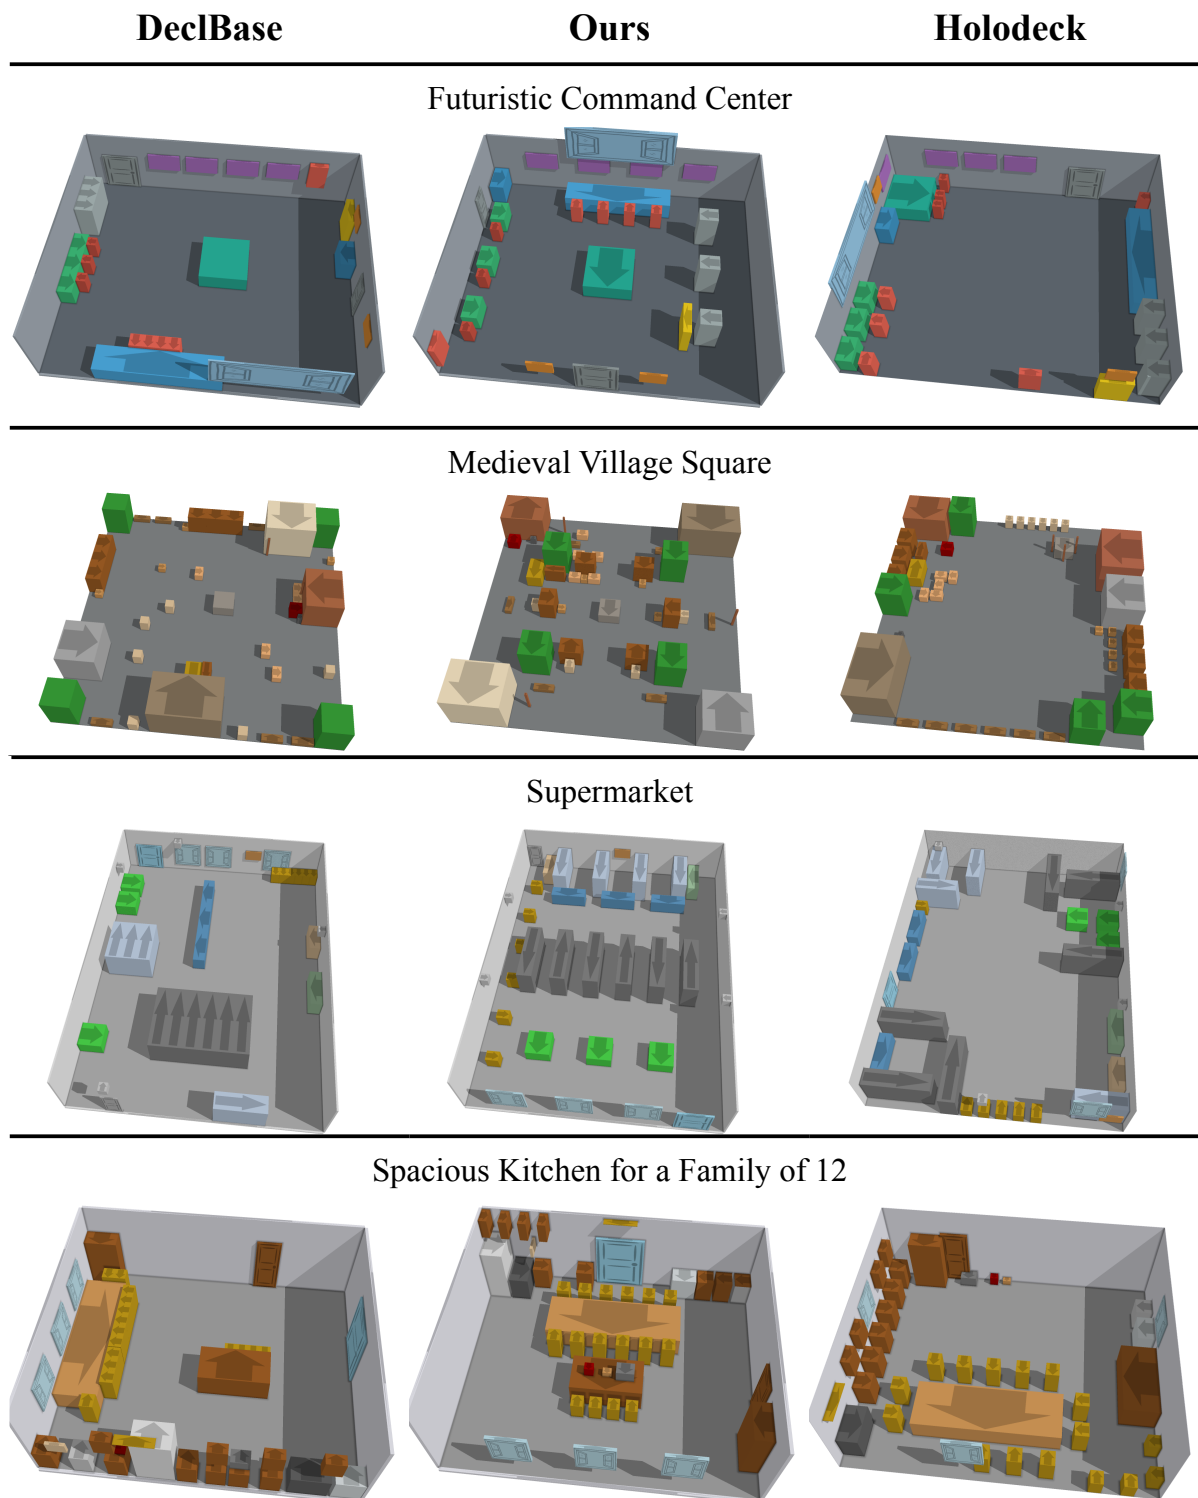 DeclBase Ours Holodeck
Futuristic Command Center
Medieval Village Square
Supermarket
Spacious Kitchen for a Family of 12